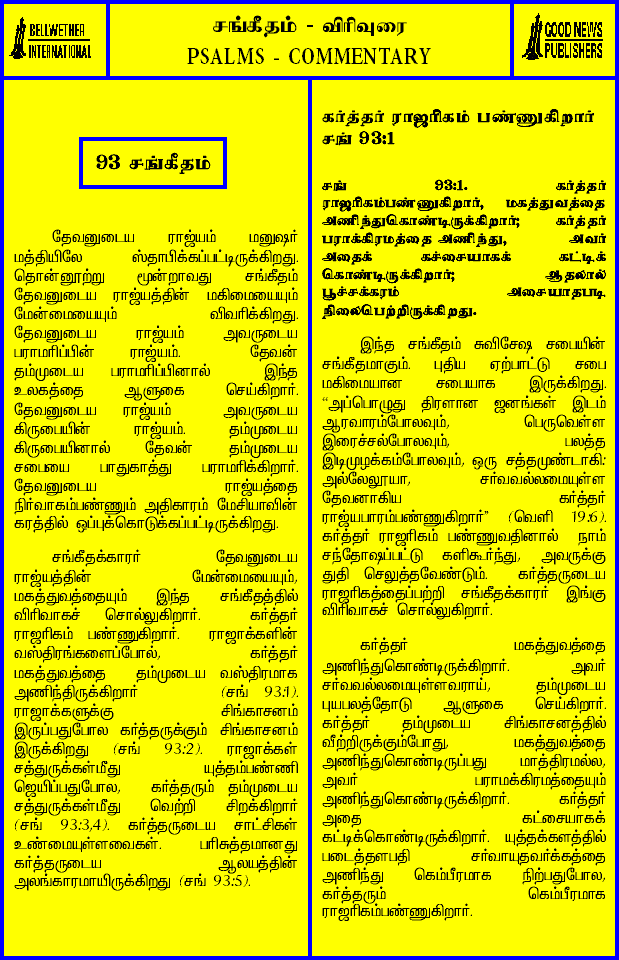 BELLWETHER
INTERNATIONAL
சங்கீதம் - விரிவுரை
PSALMS - COMMENTARY
GOOD NEWS
PUBLISHERS
93 சங்கீதம்
தேவனுடைய ராஜ்யம் மனுஷர்
மத்தியிலே ஸ்தாபிக்கப்பட்டிருக்கிறது.
தொன்னூற்று மூன்றாவது சங்கீதம்
தேவனுடைய ராஜ்யத்தின் மகிமையையும்
மேன்மையையும் விவரிக்கிறது.
தேவனுடைய ராஜ்யம் அவருடைய
பராமரிப்பின் ராஜ்யம். தேவன்
தம்முடைய பராமரிப்பினால் இந்த
உலகத்தை ஆளுகை செய்கிறார்.
தேவனுடைய ராஜ்யம் அவருடைய
கிருபையின் ராஜ்யம். தம்முடைய
கிருபையினால் தேவன் தம்முடைய
சபையை பாதுகாத்து பராமரிக்கிறார்.
தேவனுடைய ராஜ்யத்தை
நிர்வாகம்பண்ணும் அதிகாரம் மேசியாவின்
கரத்தில் ஒப்புக்கொடுக்கப்பட்டிருக்கிறது.
சங்கீதக்காரர் தேவனுடைய
ராஜ்யத்தின் மேன்மையையும்,
மகத்துவத்தையும் இந்த சங்கீதத்தில்
விரிவாகச் சொல்லுகிறார். கர்த்தர்
ராஜரிகம் பண்ணுகிறார். ராஜாக்களின்
வஸ்திரங்களைப்போல், கர்த்தர்
மகத்துவத்தை தம்முடைய வஸ்திரமாக
அணிந்திருக்கிறார் (சங் 93:1).
ராஜாக்களுக்கு சிங்காசனம்
இருப்பதுபோல கர்த்தருக்கும் சிங்காசனம்
இருக்கிறது (சங் 93:2). ராஜாக்கள்
சத்துருக்கள்மீது யுத்தம்பண்ணி
ஜெயிப்பதுபோல, கர்த்தரும் தம்முடைய
சத்துருக்கள்மீது வெற்றி சிறக்கிறார்
(சங் 93:3,4). கர்த்தருடைய சாட்சிகள்
உண்மையுள்ளவைகள். பரிசுத்தமானது
கர்த்தருடைய ஆலயத்தின்
அலங்காரமாயிருக்கிறது (சங் 93:5).
கர்த்தர் ராஜரிகம் பண்ணுகிறார்
சங் 93:1
சங் 93:1. கர்த்தர்
ராஜரிகம்பண்ணுகிறார், மகத்துவத்தை
அணிந்துகொண்டிருக்கிறார்; கர்த்தர்
பராக்கிரமத்தை அணிந்து, அவர்
அதைக் கச்சையாகக் கட்டிக்
கொண்டிருக்கிறார்; ஆதலால்
பூச்சக்கரம் அசையாதபடி
நிலைபெற்றிருக்கிறது.
இந்த சங்கீதம் சுவிசேஷ சபையின்
சங்கீதமாகும். புதிய ஏற்பாட்டு சபை
மகிமையான சபையாக இருக்கிறது.
“அப்பொழுது திரளான ஜனங்கள் இடம்
ஆரவாரம்போலவும், பெருவெள்ள
இரைச்சல்போலவும், பலத்த
இடிமுழக்கம்போலவும், ஒரு சத்தமுண்டாகி:
அல்லேலூயா, சர்வவல்லமையுள்ள
தேவனாகிய கர்த்தர்
ராஜ்யபாரம்பண்ணுகிறார்” (வெளி 19:6).
கர்த்தர் ராஜரிகம் பண்ணுவதினால் நாம்
சந்தோஷப்பட்டு களிகூர்ந்து, அவருக்கு
துதி செலுத்தவேண்டும். கர்த்தருடைய
ராஜரிகத்தைப்பற்றி சங்கீதக்காரர் இங்கு
விரிவாகச் சொல்லுகிறார்.
கர்த்தர் மகத்துவத்தை
அணிந்துகொண்டிருக்கிறார். அவர்
சர்வவல்லமையுள்ளவராய், தம்முடைய
புயபலத்தோடு ஆளுகை செய்கிறார்.
கர்த்தர் தம்முடைய சிங்காசனத்தில்
வீற்றிருக்கும்போது, மகத்துவத்தை
அணிந்துகொண்டிருப்பது மாத்திரமல்ல,
அவர் பராமக்கிரமத்தையும்
அணிந்துகொண்டிருக்கிறார். கர்த்தர்
அதை கட்சையாகக்
கட்டிக்கொண்டிருக்கிறார். யுத்தக்களத்தில்
படைத்தளபதி சர்வாயுதவர்க்கத்தை
அணிந்து கெம்பீரமாக நிற்பதுபோல,
கர்த்தரும் கெம்பீரமாக
ராஜரிகம்பண்ணுகிறார்.